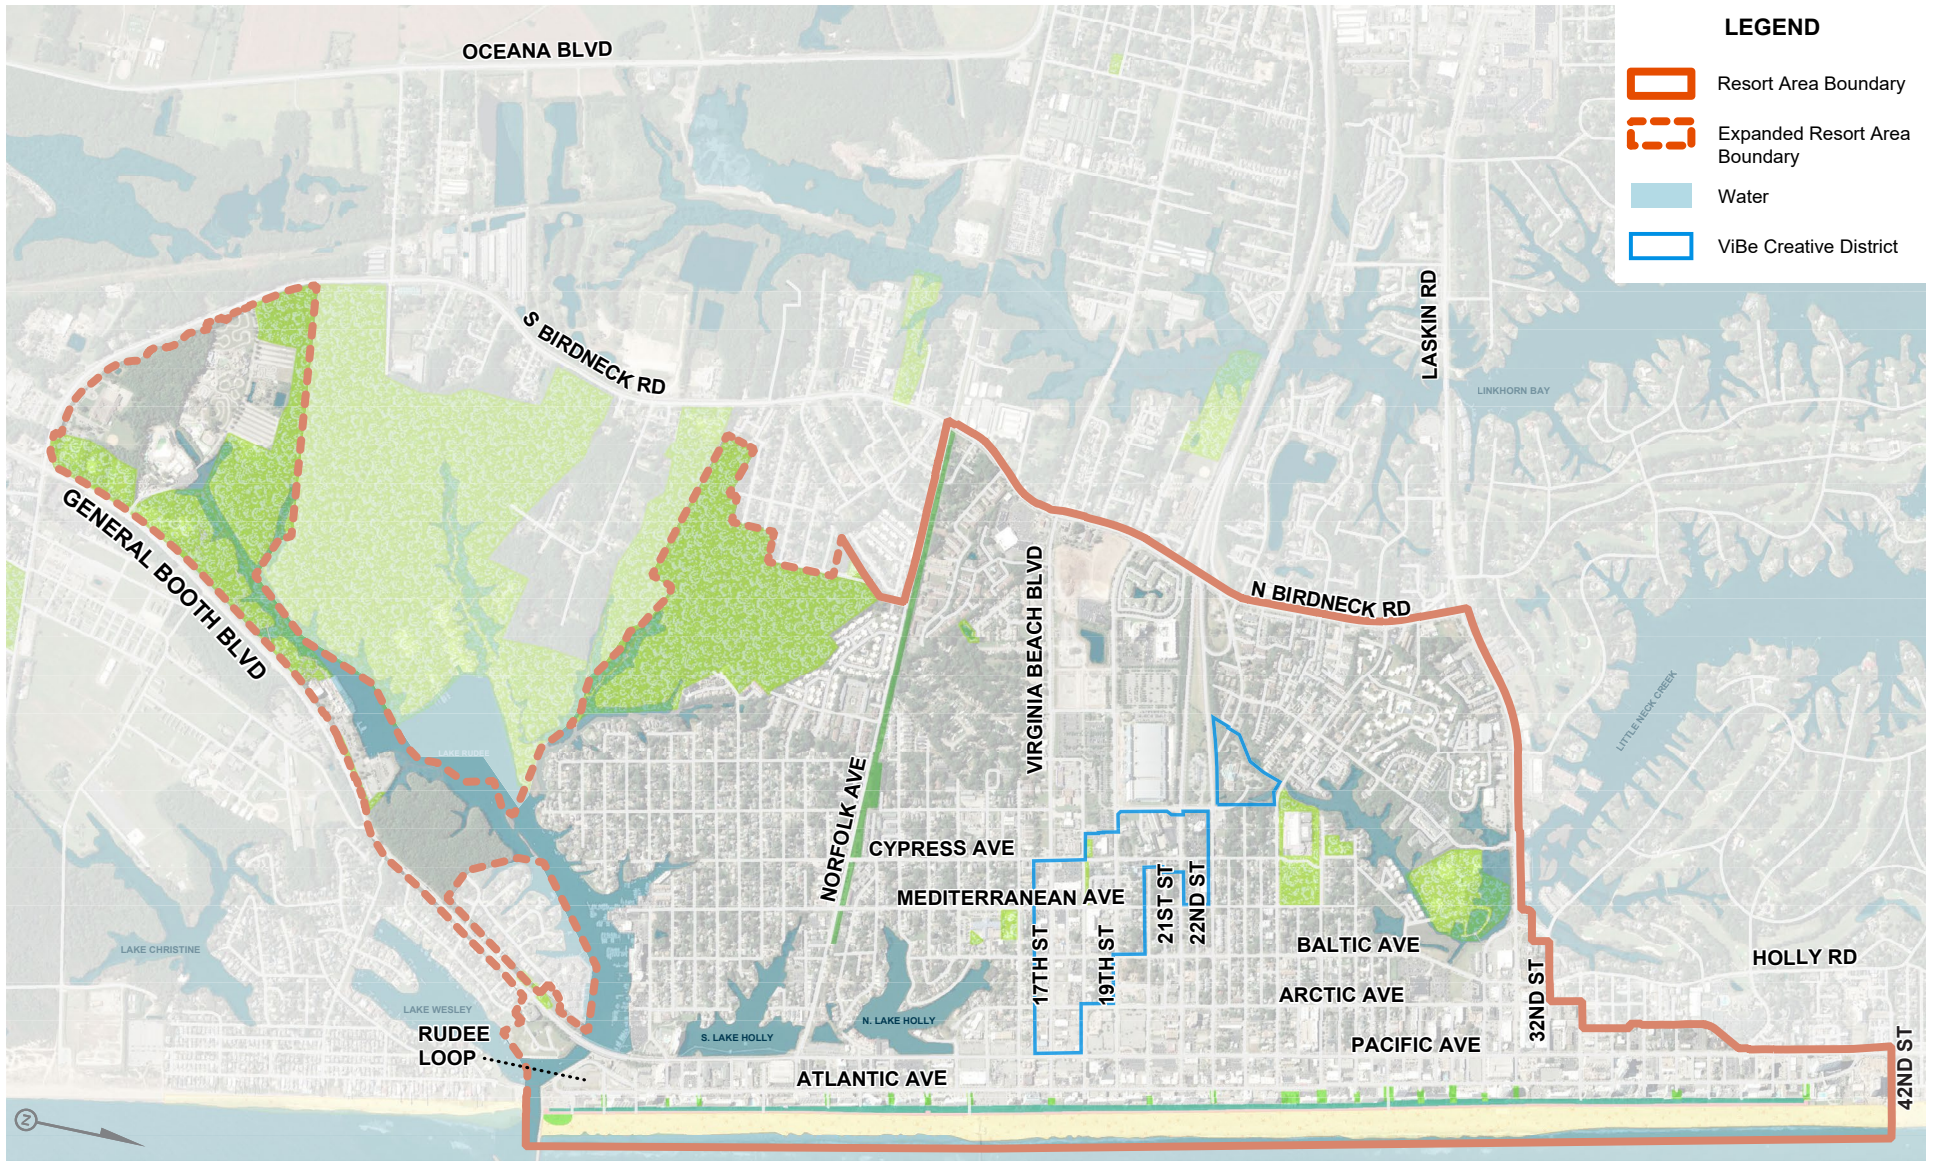 LEGEND
Resort Area Boundary
Expanded Resort Area
Boundary
Water
ViBe Creative District
OCEANA BLVD
S BIRDNECK RD
LASKIN RD
LINKHORN BAY
GENERAL BOOTH BLVD
VIRGINIA BEACH BLVD
N BIRDNECK RD
LITTLE NECK CREEK
LAKE RUDEE
NORFOLK AVE
CYPRESS AVE
MEDITERRANEAN AVE
21ST ST
22ND ST
17TH ST
19TH ST
BALTIC AVE
HOLLY RD
LAKE CHRISTINE
ARCTIC AVE
32ND ST
LAKE WESLEY
RUDEE
LOOP
S. LAKE HOLLY
N. LAKE HOLLY
PACIFIC AVE
ATLANTIC AVE
42ND ST
N